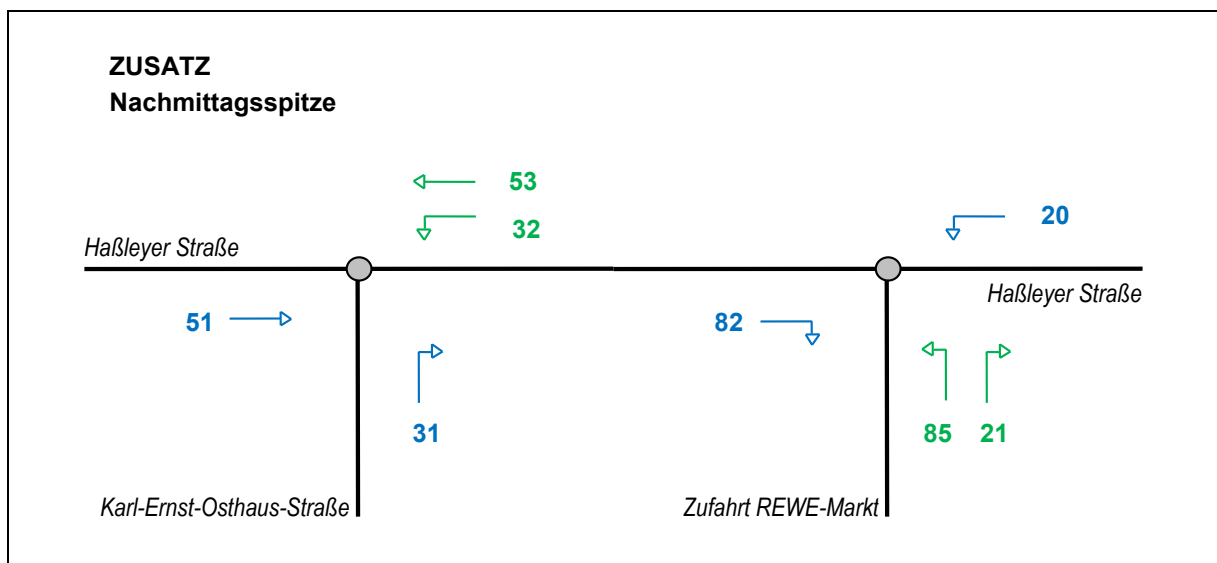 ZUSATZ
Nachmittagsspitze
53
32
20
Haßleyer Straße
Haßleyer Straße
51
82
31
85 21
Karl-Ernst-Osthaus-Straße
Zufahrt REWE-Markt